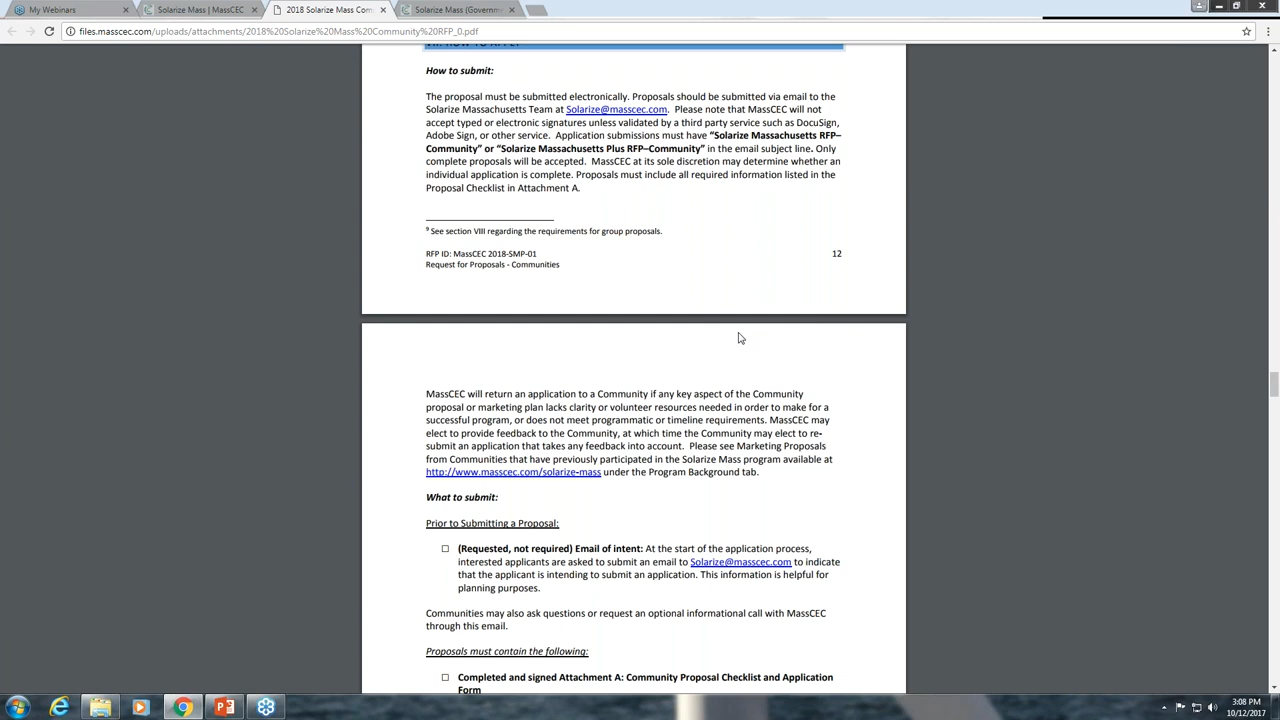 My Webinars
Solarize Mass | MassCEC
2018 Solarize Mass Com
Solarize Mass (Governme
files.masscec.com/uploads/attachments/2018%20Solarize%20Mass%20Community%20RFP_0.pdf
How to submit:
The proposal must be submitted electronically. Proposals should be submitted via email to the
Solarize Massachusetts Team at Solarize@masscec.com. Please note that MassCEC will not
accept typed or electronic signatures unless validated by a third party service such as DocuSign,
Adobe Sign, or other service. Application submissions must have “Solarize Massachusetts RFP–
Community” or “Solarize Massachusetts Plus RFP–Community” in the email subject line. Only
complete proposals will be accepted. MassCEC at its sole discretion may determine whether an
individual application is complete. Proposals must include all required information listed in the
Proposal Checklist in Attachment A.
9 See section VIII regarding the requirements for group proposals.
RFP ID: MassCEC 2018-SMP-01
12
Request for Proposals - Communities
MassCEC will return an application to a Community if any key aspect of the Community
proposal or marketing plan lacks clarity or volunteer resources needed in order to make for a
successful program, or does not meet programmatic or timeline requirements. MassCEC may
elect to provide feedback to the Community, at which time the Community may elect to re-
submit an application that takes any feedback into account. Please see Marketing Proposals
from Communities that have previously participated in the Solarize Mass program available at
http://www.masscec.com/solarize-mass under the Program Background tab.
What to submit:
Prior to Submitting a Proposal:
(Requested, not required) Email of intent: At the start of the application process,
interested applicants are asked to submit an email to Solarize@masscec.com to indicate
that the applicant is intending to submit an application. This information is helpful for
planning purposes.
Communities may also ask questions or request an optional informational call with MassCEC
through this email.
Proposals must contain the following:
Completed and signed Attachment A: Community Proposal Checklist and Application
Form
3:08 PM
10/12/2017